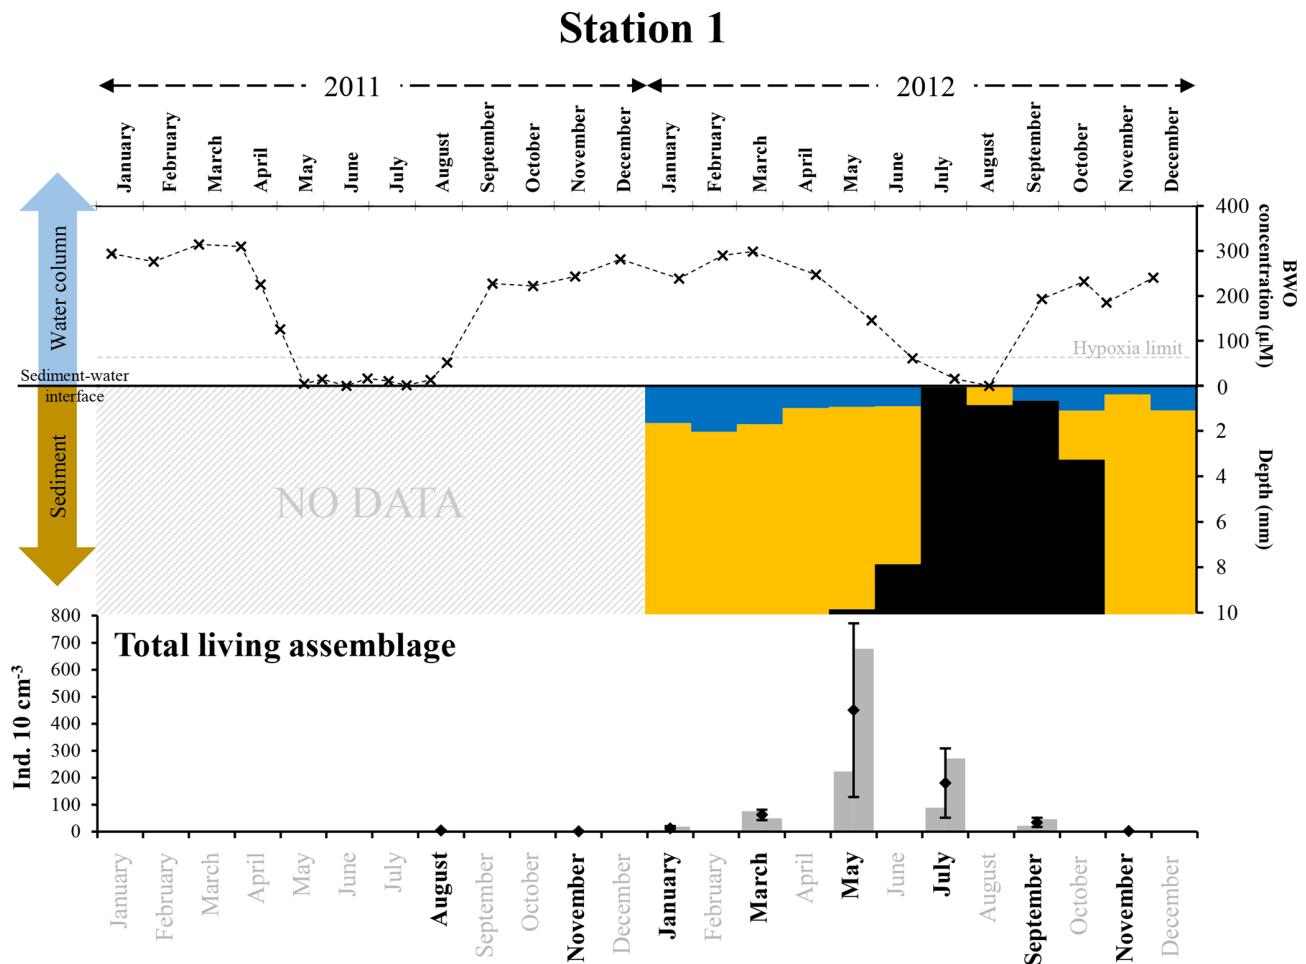 Station 1
2011
2012
January
February
March
April
May
June
July
August
September
October
November
December
January
February
March
April
May
June
July
August
September
October
November
December
Water column
Sediment-water
interface
Sediment
400
300
200
100
0
BWO
concentration (µM)
Hypoxia limit
2
4
6
8
10
Depth (mm)
NO DATA
Total living assemblage
800
700
600
500
400
300
200
100
0
Ind. 10 cm-3
January
February
March
April
May
June
July
August
September
October
November
December
January
February
March
April
May
June
July
August
September
October
November
December